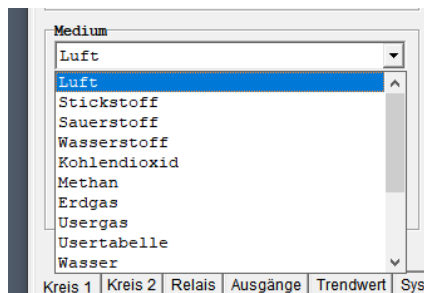 Medium
Luft
Luft
Stickstoff
Sauerstoff
Wasserstoff
Kohlendioxid
Methan
Erdgas
Usergas
Usertabelle
Wasser
Kreis 1 Kreis 2 Relais Ausgänge Trendwert Sys